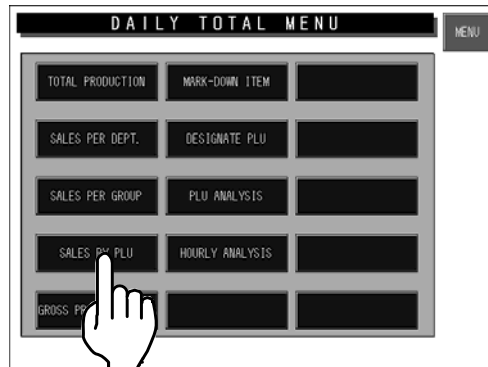 DAILY TOTAL MENU
MENU
TOTAL PRODUCTION
MARK-DOWN ITEM
SALES PER DEPT.
DESIGNATE PLU
SALES PER GROUP
PLU ANALYSIS
SALES BY PLU
HOURLY ANALYSIS
GROSS